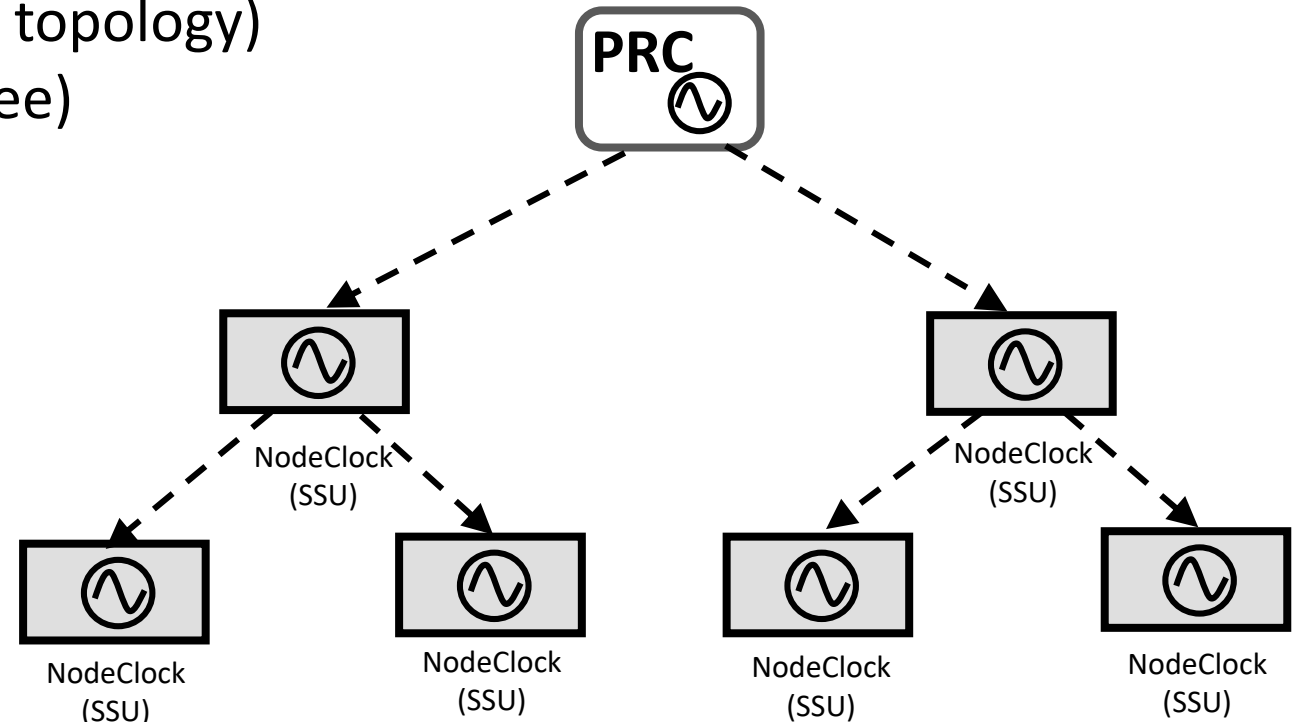 topology)
ee)
PRC
NodeClock
(SSU)
NodeClock
(SSU)
NodeClock
(SSU)
NodeClock
(SSU)
NodeClock
(SSU)
NodeClock
(SSU)